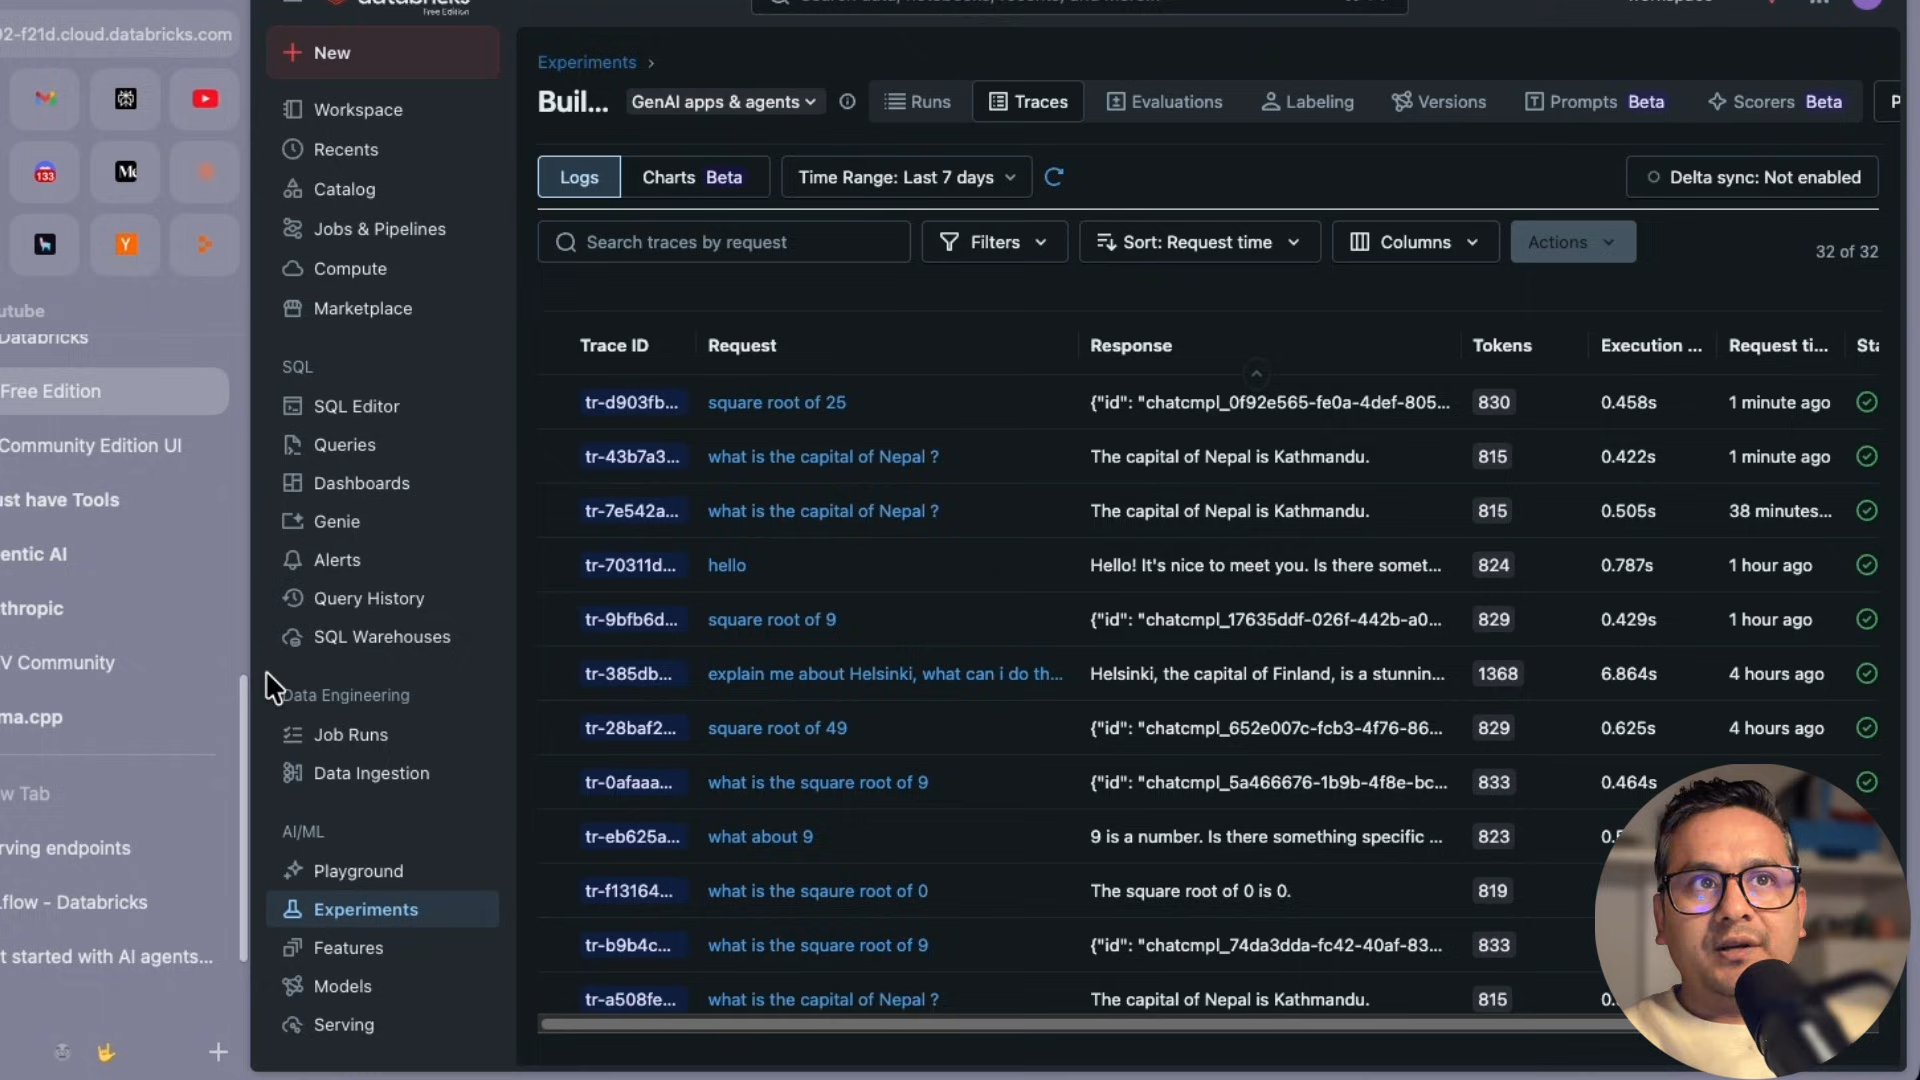 2-f21d.cloud.databricks.com
133
utube
Databricks
Free Edition
Community Edition UI
ust have Tools
entic AI
thropic
V Community
ma.cpp
w Tab
rving endpoints
.flow - Databricks
t started with AI agents...
databricks
Free Edition
New
Workspace
Recents
Catalog
Jobs & Pipelines
Compute
Marketplace
SQL
SQL Editor
Queries
Dashboards
Genie
Alerts
Query History
SQL Warehouses
Data Engineering
Job Runs
Data Ingestion
AI/ML
Playground
Experiments
Features
Models
Serving
Experiments >
Buil... GenAI apps & agents Runs Traces Evaluations Labeling Versions Prompts Beta Scorers Beta P
Logs Charts Beta Time Range: Last 7 days Delta sync: Not enabled
Search traces by request Filters Sort: Request time Columns Actions 32 of 32
Trace ID Request Response Tokens Execution ... Request ti... Sta
tr-d903fb... square root of 25 {"id": "chatcmpl_0f92e565-fe0a-4def-805... 830 0.458s 1 minute ago
tr-43b7a3... what is the capital of Nepal ? The capital of Nepal is Kathmandu. 815 0.422s 1 minute ago
tr-7e542a... what is the capital of Nepal ? The capital of Nepal is Kathmandu. 815 0.505s 38 minutes...
tr-70311d... hello Hello! It's nice to meet you. Is there somet... 824 0.787s 1 hour ago
tr-9bfb6d... square root of 9 {"id": "chatcmpl_17635ddf-026f-442b-a0... 829 0.429s 1 hour ago
tr-385db... explain me about Helsinki, what can i do th... Helsinki, the capital of Finland, is a stunnin... 1368 6.864s 4 hours ago
tr-28baf2... square root of 49 {"id": "chatcmpl_652e007c-fcb3-4f76-86... 829 0.625s 4 hours ago
tr-0afaaa... what is the square root of 9 {"id": "chatcmpl_5a466676-1b9b-4f8e-bc... 833 0.464s
tr-eb625a... what about 9 9 is a number. Is there something specific ... 823
tr-f13164... what is the sqaure root of 0 The square root of 0 is 0. 819
tr-b9b4c... what is the square root of 9 {"id": "chatcmpl_74da3dda-fc42-40af-83... 833
tr-a508fe... what is the capital of Nepal ? The capital of Nepal is Kathmandu. 815